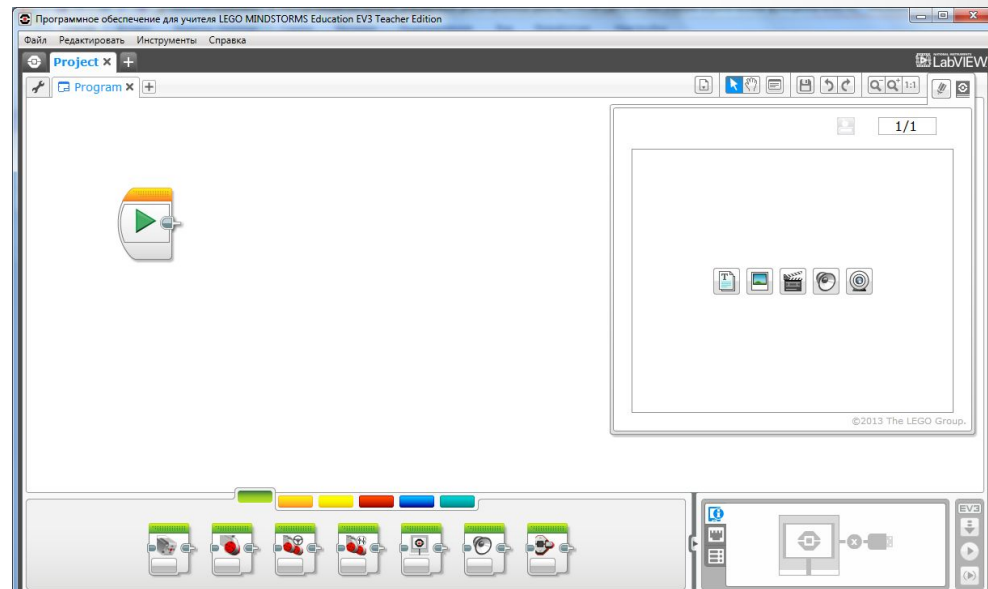 Программное обеспечение для учителя LEGO MINDSTORMS Education EV3 Teacher Edition
Файл Редактировать Инструменты Справка
Project × +
LabVIEW
Program × +
1:1
1/1
©2013 The LEGO Group.
EV3